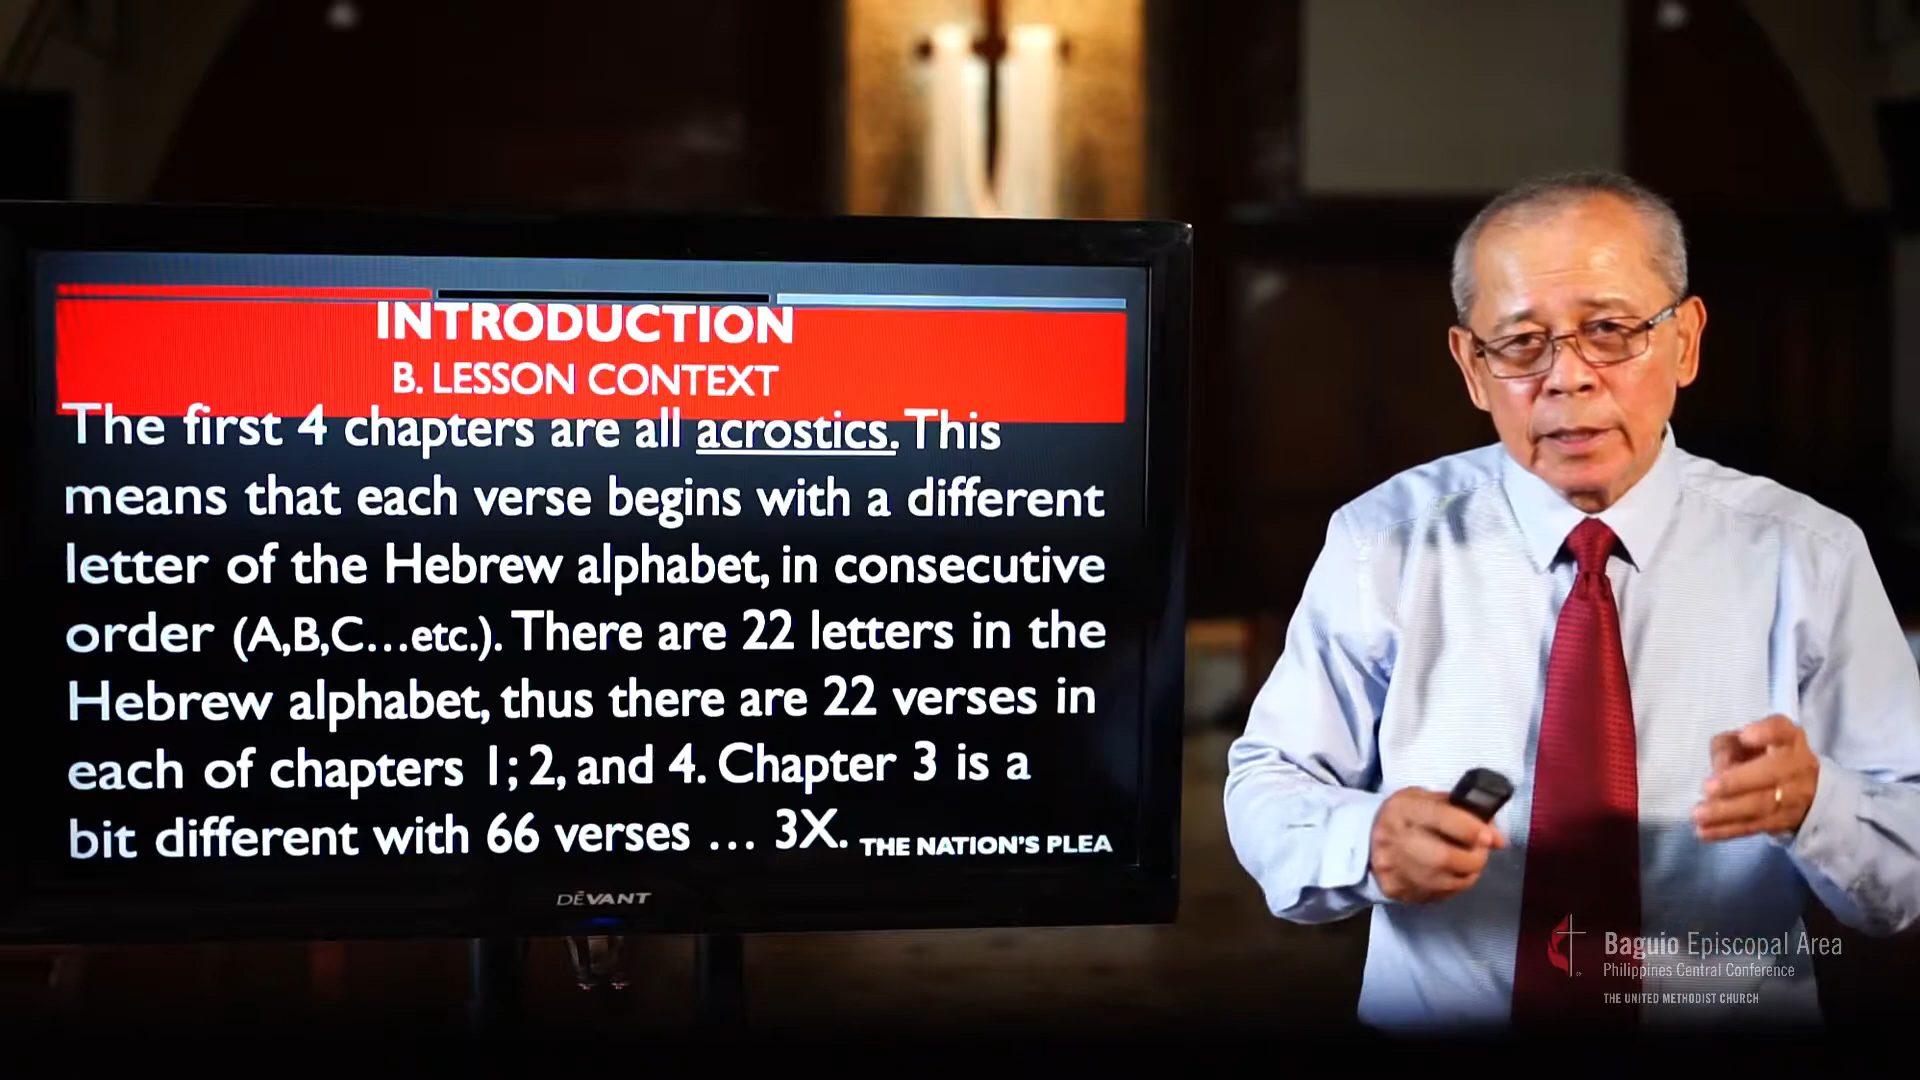 INTRODUCTION
B. LESSON CONTEXT
The first 4 chapters are all acrostics. This
means that each verse begins with a different
letter of the Hebrew alphabet, in consecutive
order (A,B,C...etc.). There are 22 letters in the
Hebrew alphabet, thus there are 22 verses in
each of chapters 1; 2, and 4. Chapter 3 is a
bit different with 66 verses ... 3X. THE NATION'S PLEA
DEVANT
Baguio Episcopal Area
Philippines Central Conference
THE UNITED METHODIST CHURCH